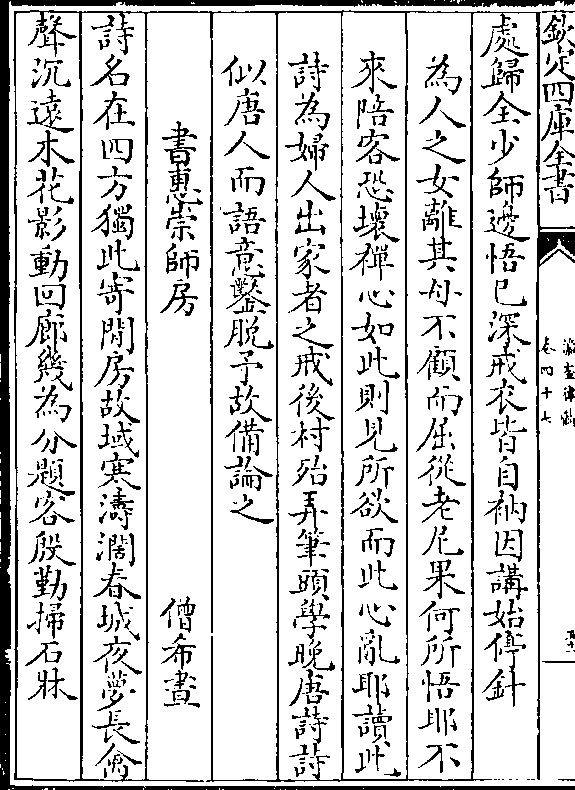 欽定四庫全書
瀛奎律髓
卷四十七
處歸全少師邊悟已深戒衣皆自衲因講始停針
為人之女離其母不顧而屈從老尼果何所悟耶不
來陪客恐壞禪心如此則見所欲而此心亂耶讀此
詩為婦人出家者之戒後村殆弄筆頭學晚唐詩詩
似唐人而語意鑿脱予故備論之
書惠崇師房
僧希晝
詩名在四方獨此寄閒房故域寒濤濶春城夜夢長禽
聲沉遠木花影動回廊幾為分題客殷勤掃石牀